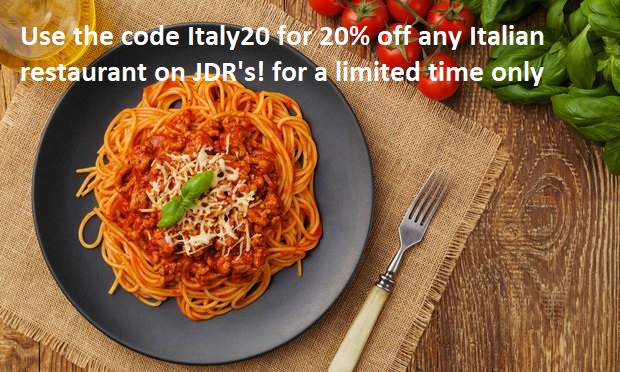 Use the code Italy20 for 20% off any Italian
restaurant on JDR's! for a limited time only